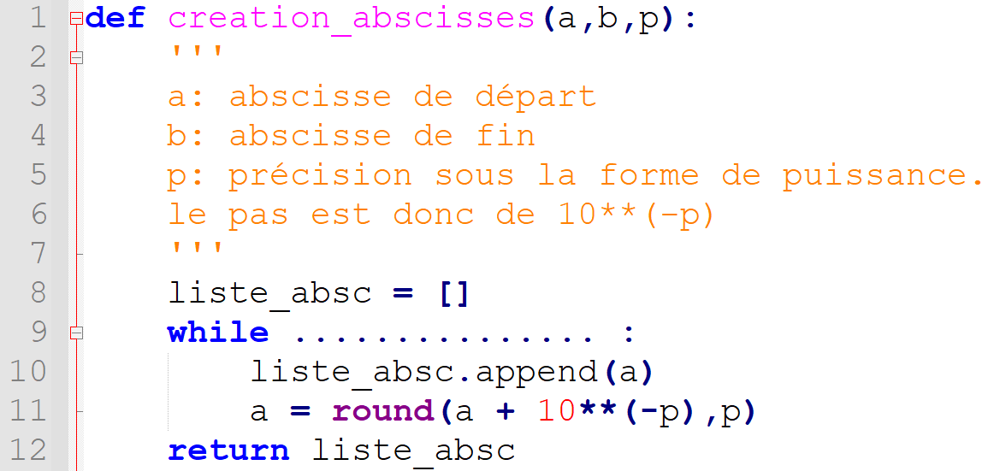 1 def creation_abscisses(a,b,p):
2     '''
3     a: abscisse de départ
4     b: abscisse de fin
5     p: précision sous la forme de puissance.
6     le pas est donc de 10**(-p)
7     '''
8     liste_absc = []
9     while ............... :
10         liste_absc.append(a)
11         a = round(a + 10**(-p),p)
12     return liste_absc